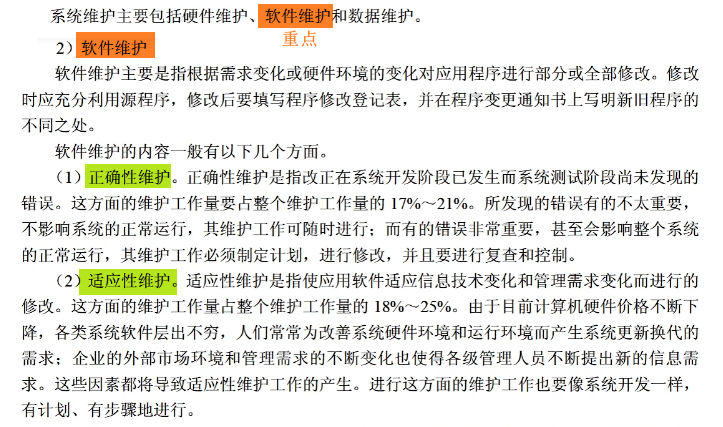 系统维护主要包括硬件维护、软件维护和数据维护。
重点
2）软件维护
软件维护主要是指根据需求变化或硬件环境的变化对应用程序进行部分或全部修改。修改
时应充分利用源程序，修改后要填写程序修改登记表，并在程序变更通知书上写明新旧程序的
不同之处。
软件维护的内容一般有以下几个方面。
（1）正确性维护。正确性维护是指改正在系统开发阶段已发生而系统测试阶段尚未发现的
错误。这方面的维护工作量要占整个维护工作量的 17%～21%。所发现的错误有的不太重要，
不影响系统的正常运行，其维护工作可随时进行；而有的错误非常重要，甚至会影响整个系统
的正常运行，其维护工作必须制定计划，进行修改，并且要进行复查和控制。
（2）适应性维护。适应性维护是指使应用软件适应信息技术变化和管理需求变化而进行的
修改。这方面的维护工作量占整个维护工作量的 18%～25%。由于目前计算机硬件价格不断下
降，各类系统软件层出不穷，人们常常为改善系统硬件环境和运行环境而产生系统更新换代的
需求；企业的外部市场环境和管理需求的不断变化也使得各级管理人员不断提出新的信息需
求。这些因素都将导致适应性维护工作的产生。进行这方面的维护工作也要像系统开发一样，
有计划、有步骤地进行。